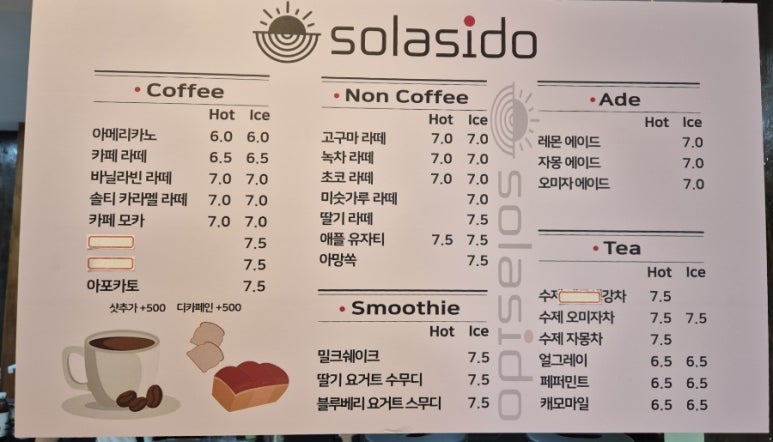 solasido
• Coffee
Hot Ice
아메리카노 6.0 6.0
카페 라떼 6.5 6.5
바닐라빈 라떼 7.0 7.0
솔티 카라멜 라떼 7.0 7.0
카페 모카 7.0 7.0
7.5
7.5
아포카토 7.5
샷추가 +500 디카페인 +500
• Non Coffee
Hot Ice
고구마 라떼 7.0 7.0
녹차 라떼 7.0 7.0
초코 라떼 7.0 7.0
미숫가루 라떼 7.0
딸기 라떼 7.5
애플 유자티 7.5 7.5
아망쏙 7.5
• Smoothie
Hot Ice
밀크쉐이크 7.5
딸기 요거트 수무디 7.5
블루베리 요거트 스무디 7.5
solasido
• Ade
Hot Ice
레몬 에이드 7.0
자몽 에이드 7.0
오미자 에이드 7.0
• Tea
Hot Ice
수제 강차 7.5
수제 오미자차 7.5 7.5
수제 자몽차 7.5
얼그레이 6.5 6.5
페퍼민트 6.5 6.5
캐모마일 6.5 6.5